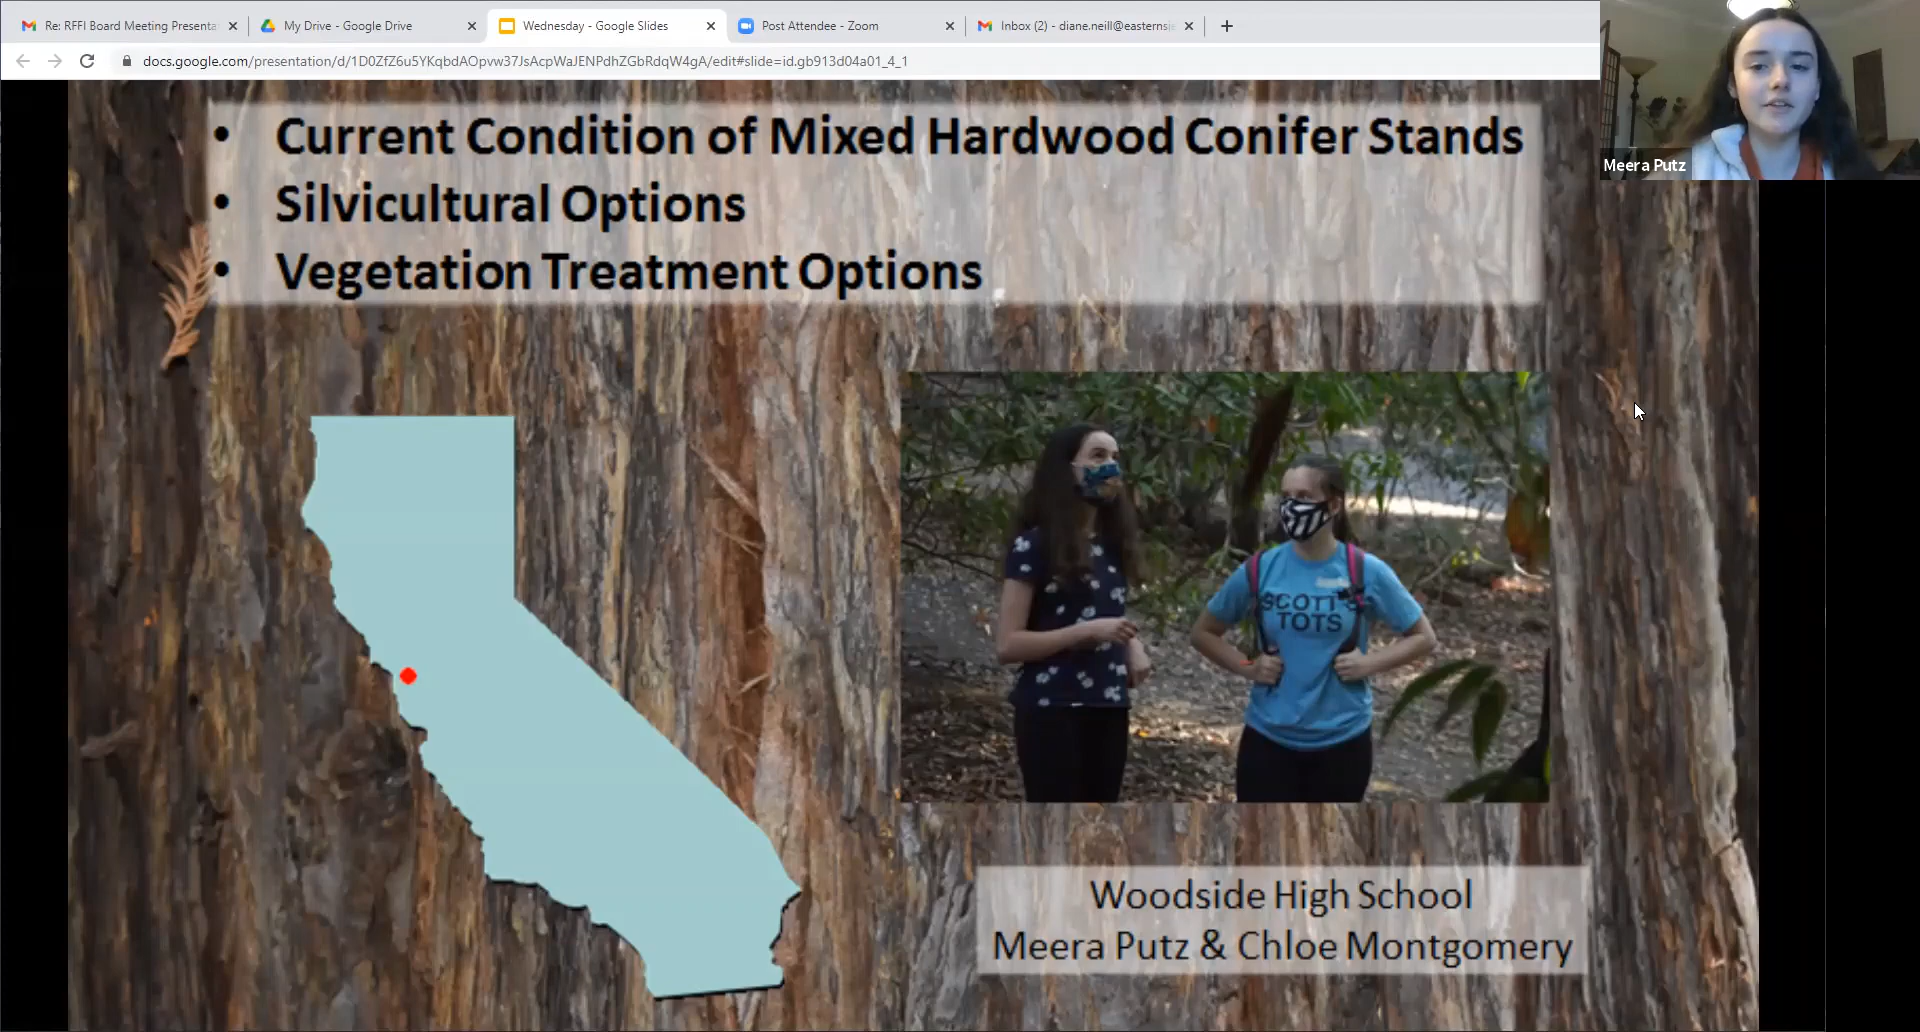 Re: RFFI Board Meeting Presenta
My Drive - Google Drive
Wednesday - Google Slides
Post Attendee - Zoom
Inbox (2) - diane.neill@easternsi
docs.google.com/presentation/d/1D0ZfZ6u5YKqbdAOpvw37JsAcpWaJENPdhZGbRdqW4gA/edit#slide=id.gb913d04a01_4_1
Meera Putz
• Current Condition of Mixed Hardwood Conifer Stands
• Silvicultural Options
• Vegetation Treatment Options
SCOTT'S
TOTS
Woodside High School
Meera Putz & Chloe Montgomery